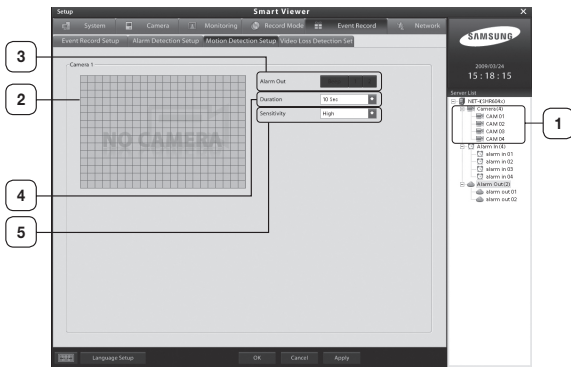 Setup
Smart Viewer
X
System Camera Monitoring Record Mode Event Record Network
Event Record Setup Alarm Detection Setup Motion Detection Setup Video Loss Detection Set
SAMSUNG
2009/03/24
15 : 18 : 15
Camera 1
NO CAMERA
Alarm Out
Duration 10 Sec
Sensitivity High
Server List
Camera(4)
CAM 01
CAM 02
CAM 03
CAM 04
Alarm In(4)
alarm in 01
alarm in 02
alarm in 03
alarm in 04
Alarm Out(2)
alarm out 01
alarm out 02
1
2
3
4
5
Language Setup OK Cancel Apply